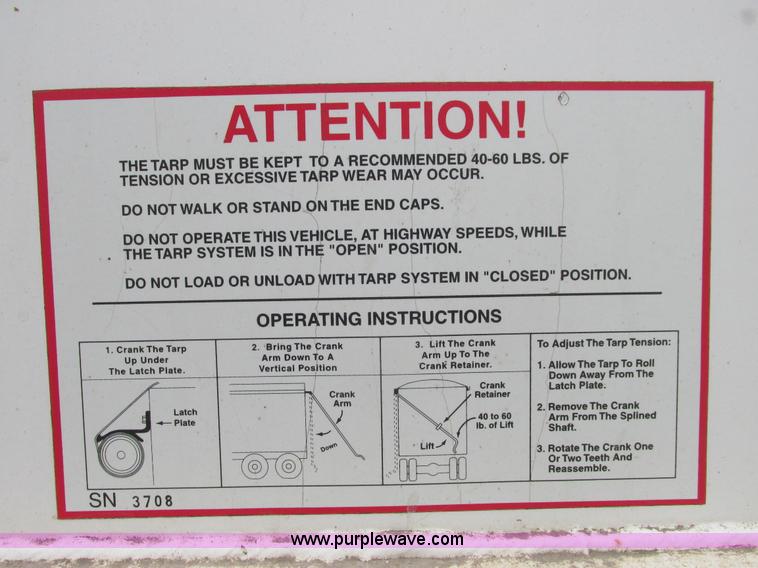 ATTENTION!
THE TARP MUST BE KEPT TO A RECOMMENDED 40-60 LBS. OF
TENSION OR EXCESSIVE TARP WEAR MAY OCCUR.
DO NOT WALK OR STAND ON THE END CAPS.
DO NOT OPERATE THIS VEHICLE, AT HIGHWAY SPEEDS, WHILE
THE TARP SYSTEM IS IN THE "OPEN" POSITION.
DO NOT LOAD OR UNLOAD WITH TARP SYSTEM IN "CLOSED" POSITION.
OPERATING INSTRUCTIONS
1. Crank The Tarp
Up Under
The Latch Plate.
Latch
Plate
2. Bring The Crank
Arm Down To A
Vertical Position
Crank
Arm
Down
3. Lift The Crank
Arm Up To The
Crank Retainer.
Crank
Retainer
40 to 60
lb. of Lift
Lift
To Adjust The Tarp Tension:
1. Allow The Tarp To Roll
Down Away From The
Latch Plate.
2. Remove The Crank
Arm From The Splined
Shaft.
3. Rotate The Crank One
Or Two Teeth And
Reassemble.
SN 3708
www.purplewave.com